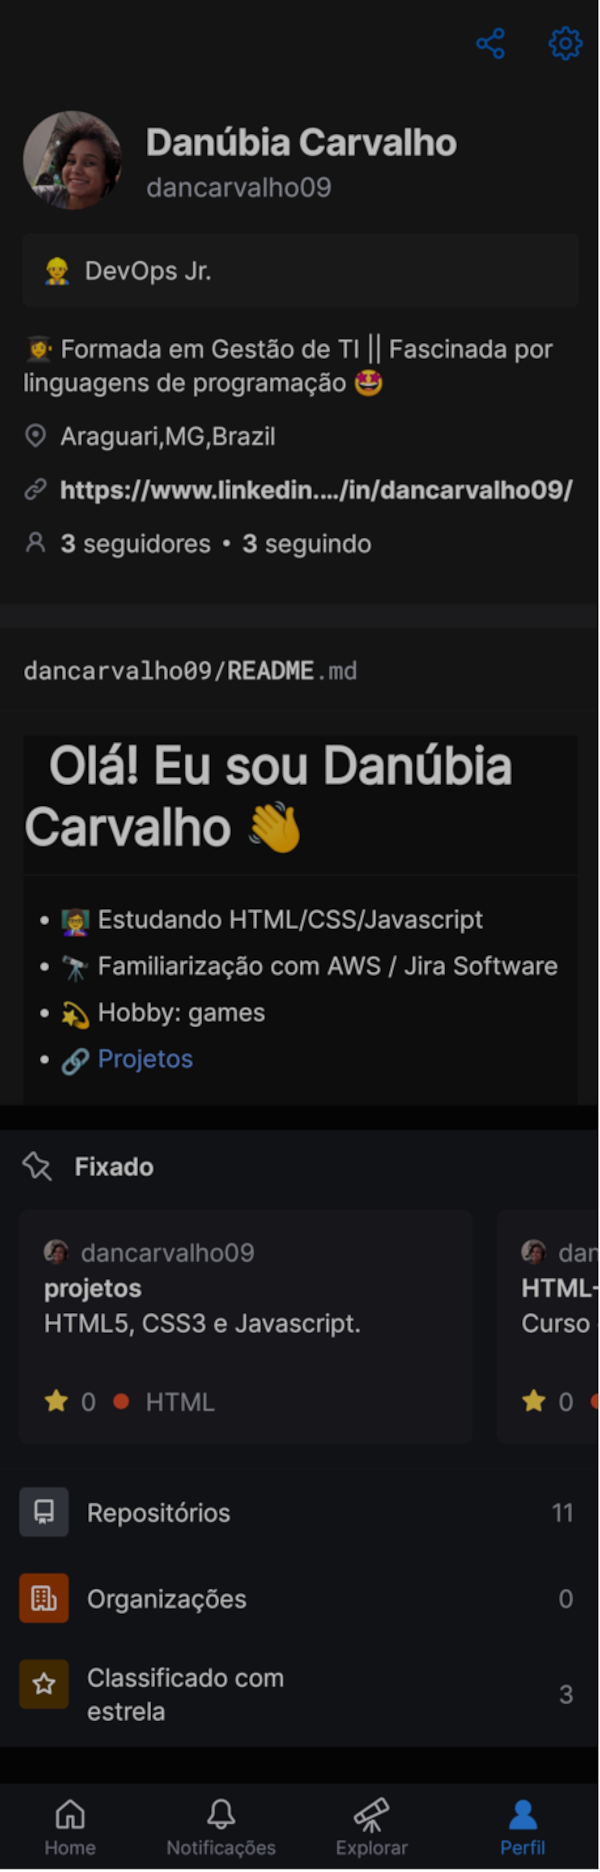 Danúbia Carvalho
dancarvalho09
DevOps Jr.
Formada em Gestão de TI || Fascinada por
linguagens de programação
Araguari,MG,Brazil
https://www.linkedin..../in/dancarvalho09/
3 seguidores • 3 seguindo
dancarvalho09/README.md
Olá! Eu sou Danúbia
Carvalho
• Estudando HTML/CSS/Javascript
• Familiarização com AWS / Jira Software
• Hobby: games
• Projetos
Fixado
dancarvalho09
projetos
HTML5, CSS3 e Javascript.
0 HTML
dan
HTML-
Curso
0
Repositórios 11
Organizações 0
Classificado com
estrela 3
Home Notificações Explorar Perfil